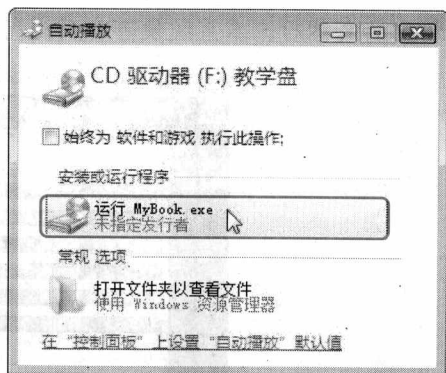 自动播放
CD 驱动器 (F:) 教学盘
始终为 软件和游戏 执行此操作:
安装或运行程序
运行 MyBook.exe
未指定发行者
常规 选项
打开文件夹以查看文件
使用 Windows 资源管理器
在 "控制面板" 上设置 "自动播放" 默认值